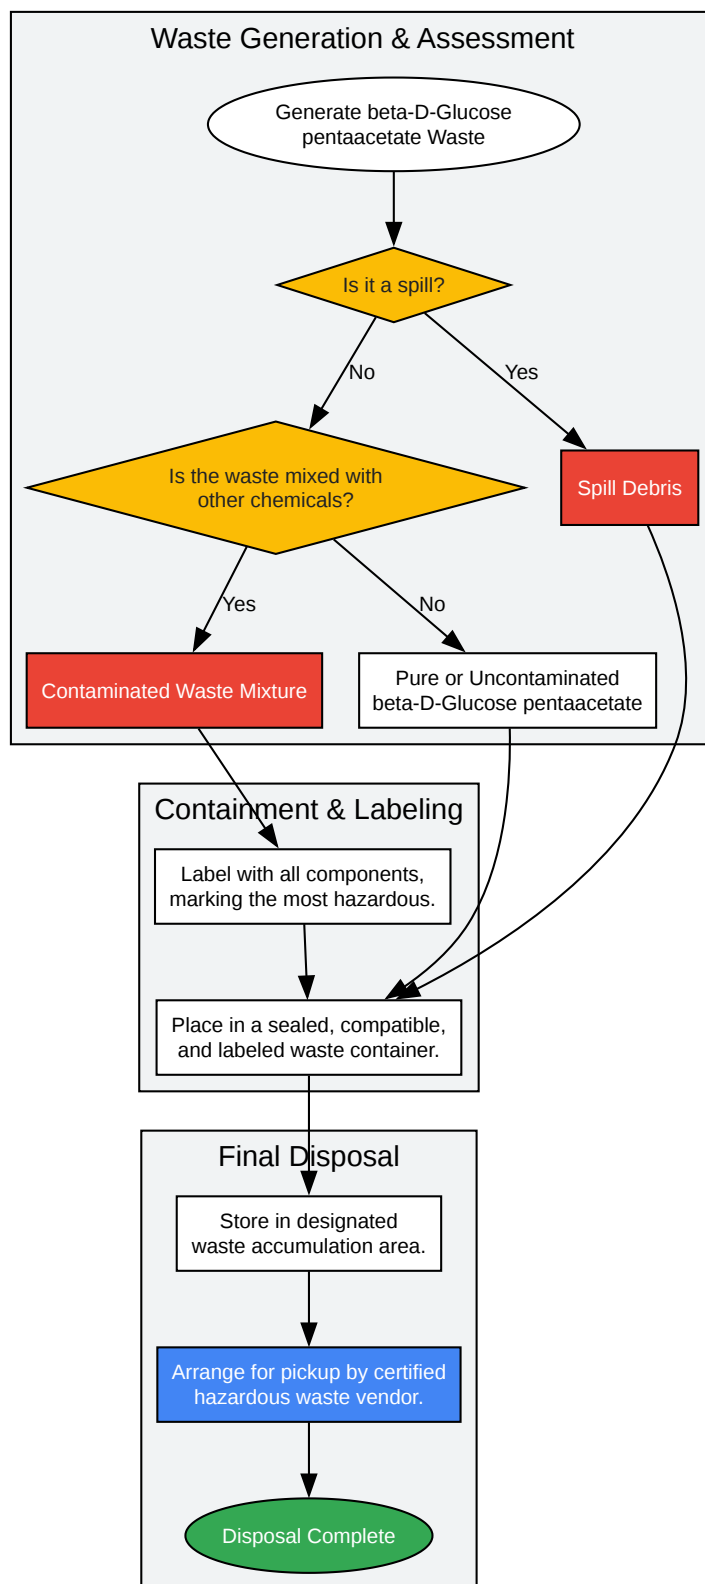 Waste Generation & Assessment
Generate beta-D-Glucose
pentaacetate Waste
Is it a spill?
No
Yes
Is the waste mixed with
other chemicals?
Spill Debris
Yes
No
Contaminated Waste Mixture
Pure or Uncontaminated
beta-D-Glucose pentaacetate
Containment & Labeling
Label with all components,
marking the most hazardous.
Place in a sealed, compatible,
and labeled waste container.
Final Disposal
Store in designated
waste accumulation area.
Arrange for pickup by certified
hazardous waste vendor.
Disposal Complete